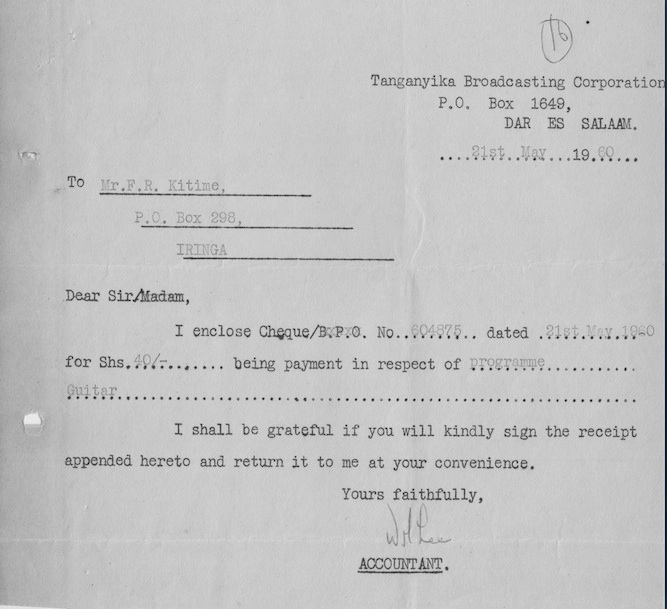 16
Tanganyika Broadcasting Corporation
P.O. Box 1649,
DAR ES SALAAM.
....21st..May...1960...
To Mr.F.R. Kitime,
P.O. Box 298,
IRINGA
Dear Sir/Madam,
I enclose Cheque/B.P.O. No..604875.. dated .21st.May.1960
for Shs.40/-....... being payment in respect of programme............
Guitar............................................................
I shall be grateful if you will kindly sign the receipt
appended hereto and return it to me at your convenience.
Yours faithfully,
ACCOUNTANT.